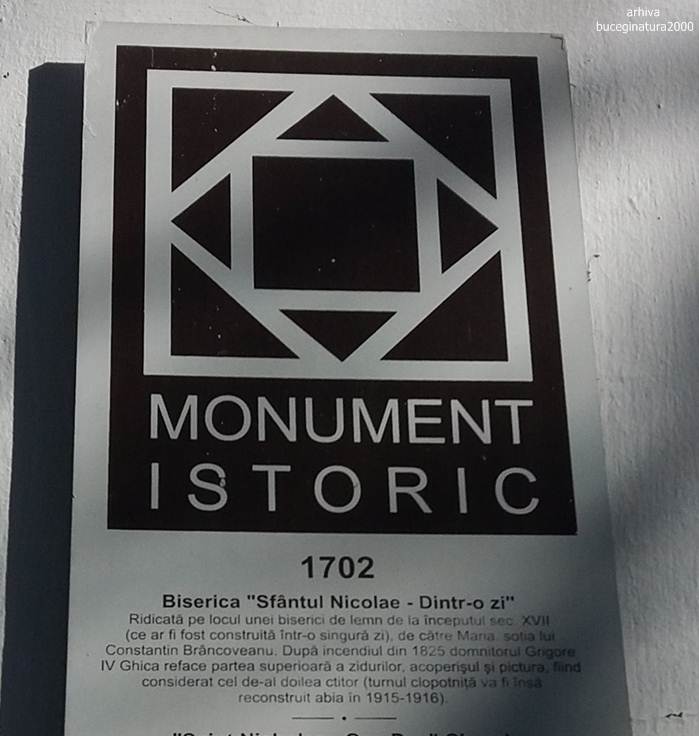 arhiva
buceginatura2000
MONUMENT
ISTORIC
1702
Biserica "Sfântul Nicolae - Dintr-o zi"
Ridicată pe locul unei biserici de lemn de la începutul sec. XVII
(ce ar fi fost construită într-o singură zi), de către Maria, soția lui
Constantin Brâncoveanu. După incendiul din 1825 domnitorul Grigore
IV Ghica reface partea superioară a zidurilor, acoperișul și pictura, fiind
considerat cel de-al doilea ctitor (turnul clopotniță va fi însă
reconstruit abia în 1915-1916).